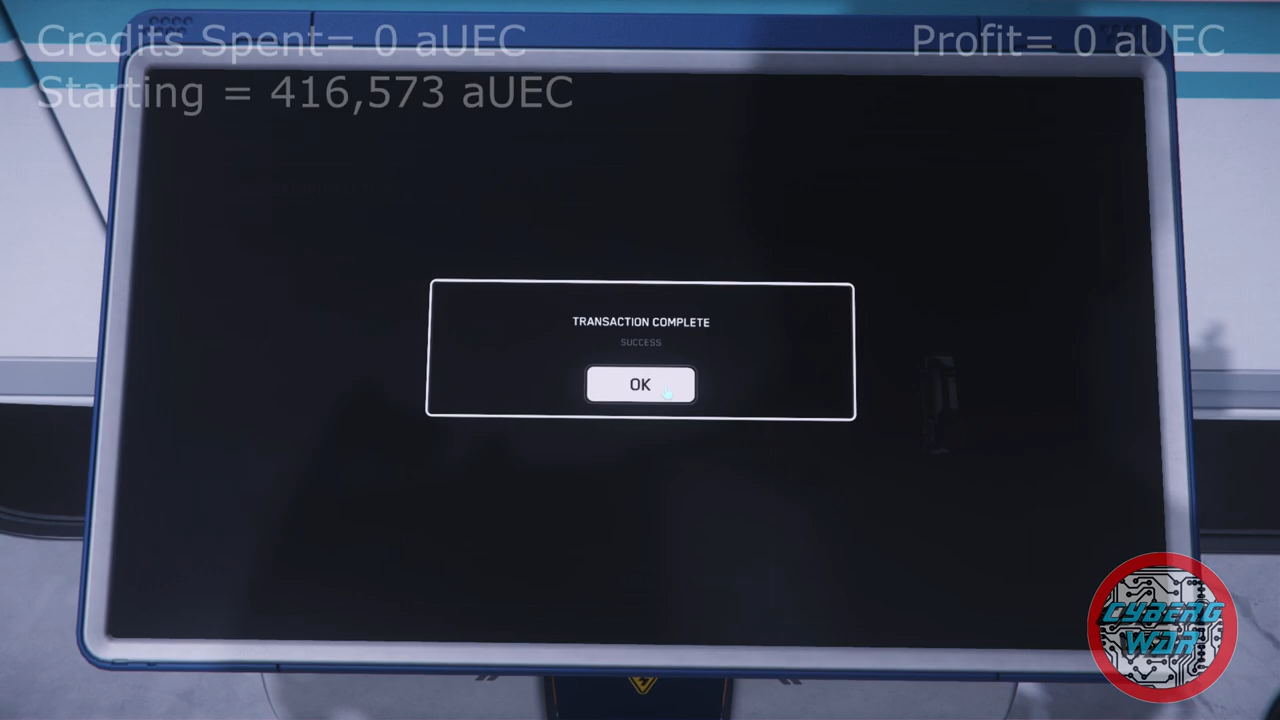 Credits Spent= 0 aUEC
Profit= 0 aUEC
Starting = 416,573 aUEC
TRANSACTION COMPLETE
SUCCESS
OK
CYBERG
WAR